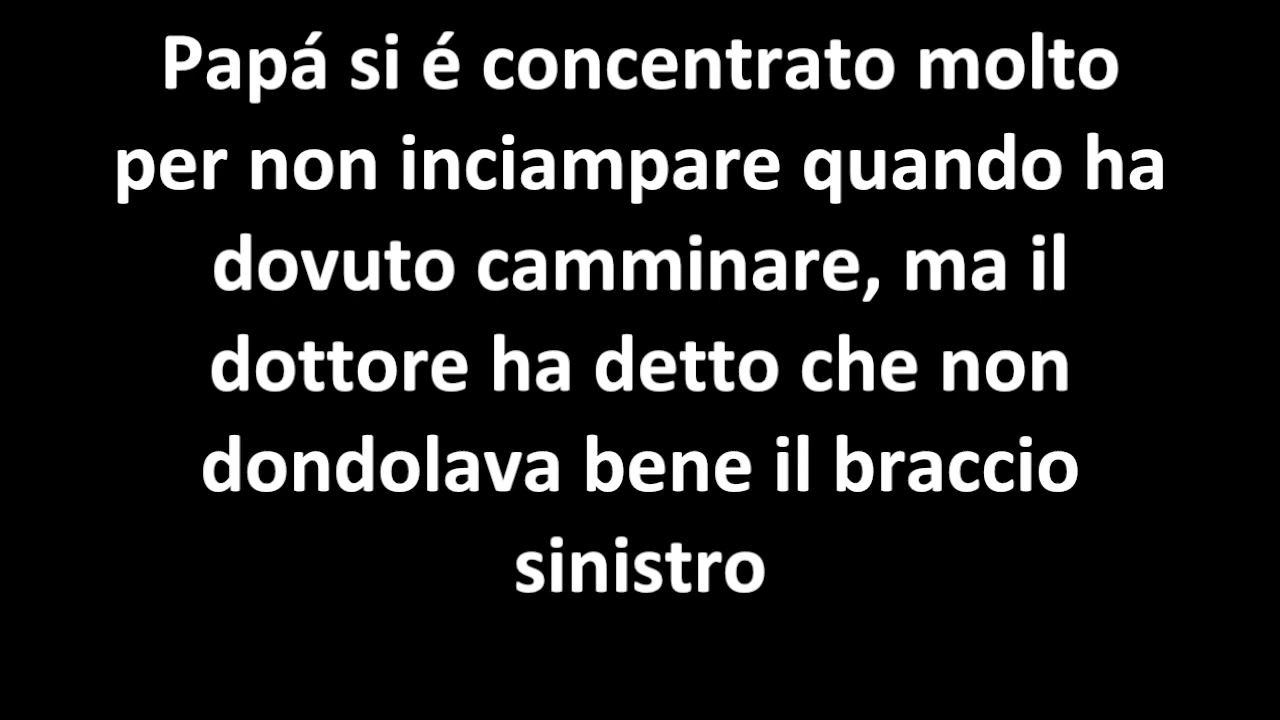 Papá si é concentrato molto
per non inciampare quando ha
dovuto camminare, ma il
dottore ha detto che non
dondolava bene il braccio
sinistro